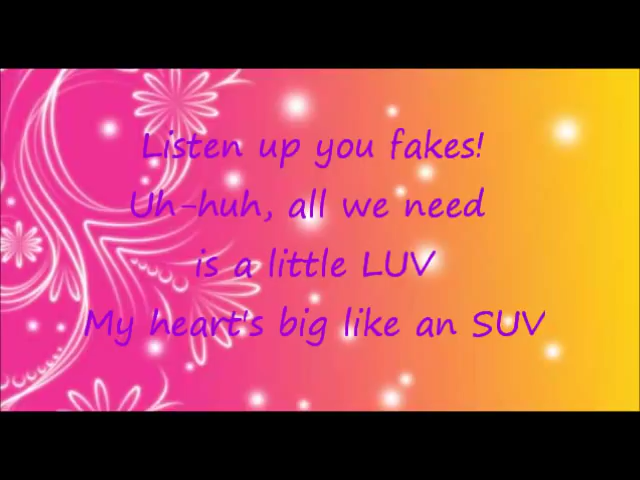 Listen up you fakes!
Uh-huh, all we need
is a little LUV
My heart's big like an SUV